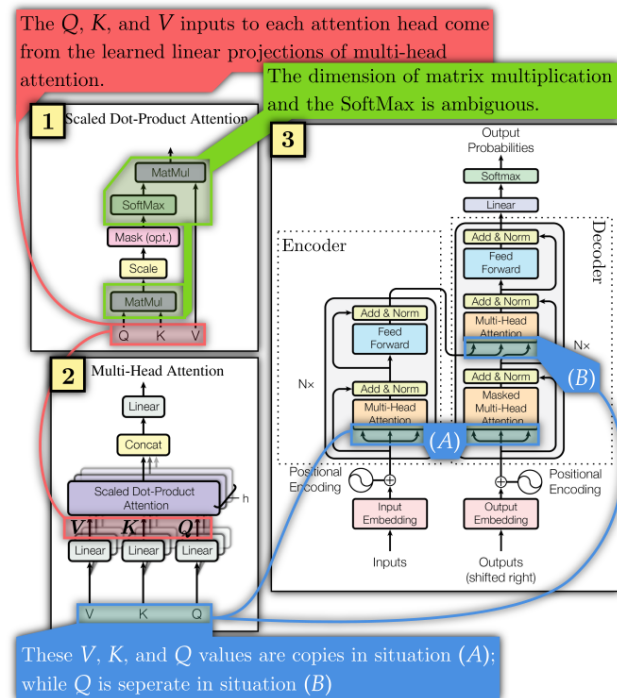 The Q, K, and V inputs to each attention head come
from the learned linear projections of multi-head
attention.
The dimension of matrix multiplication
and the SoftMax is ambiguous.
1
Scaled Dot-Product Attention
MatMul
SoftMax
Mask (opt.)
Scale
MatMul
Q K V
2
Multi-Head Attention
Linear
Concat
Scaled Dot-Product
Attention
h
V K Q
Linear Linear Linear
V K Q
3
Output
Probabilities
Softmax
Linear
Encoder
Decoder
Add & Norm
Feed
Forward
Add & Norm
Multi-Head
Attention
N×
(B)
Add & Norm
Masked
Multi-Head
Attention
Add & Norm
Feed
Forward
N×
Add & Norm
Multi-Head
Attention
(A)
Positional
Encoding
Positional
Encoding
Input
Embedding
Output
Embedding
Inputs
Outputs
(shifted right)
These V, K, and Q values are copies in situation (A);
while Q is seperate in situation (B)